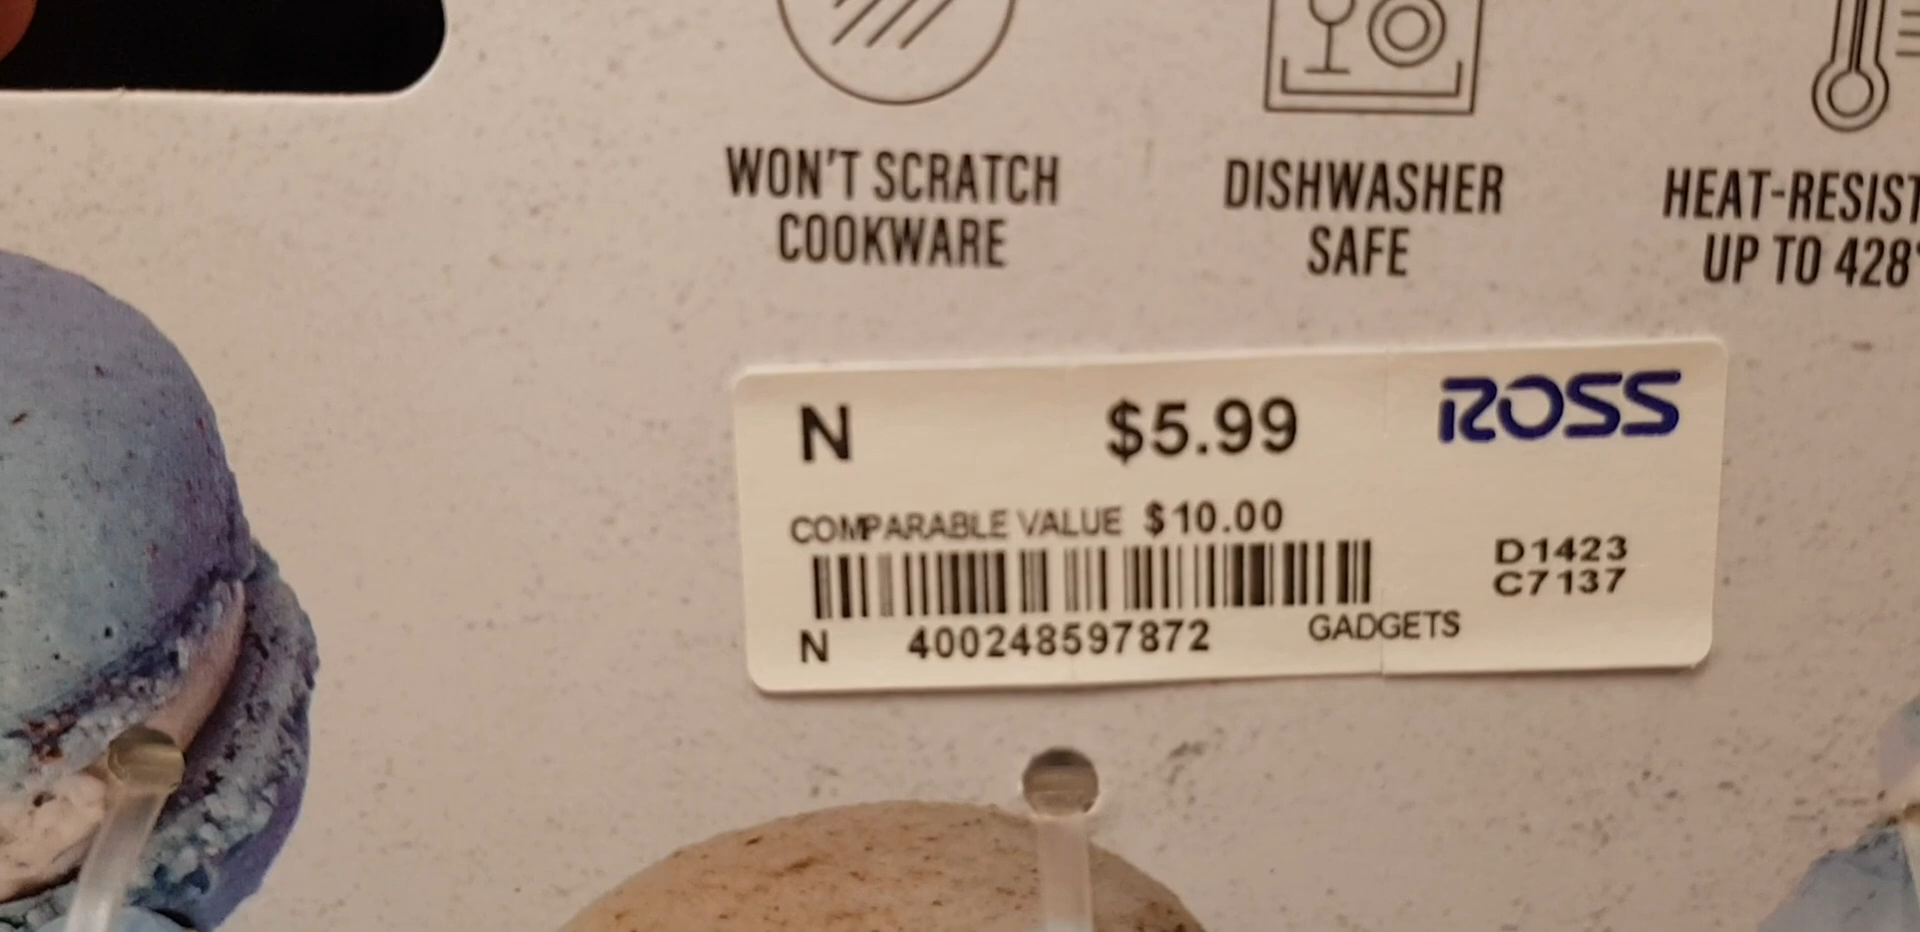 WON'T SCRATCH
COOKWARE
DISHWASHER
SAFE
HEAT-RESIST
UP TO 428°
N $5.99 ROSS
COMPARABLE VALUE $10.00
D1423
C7137
N 400248597872 GADGETS